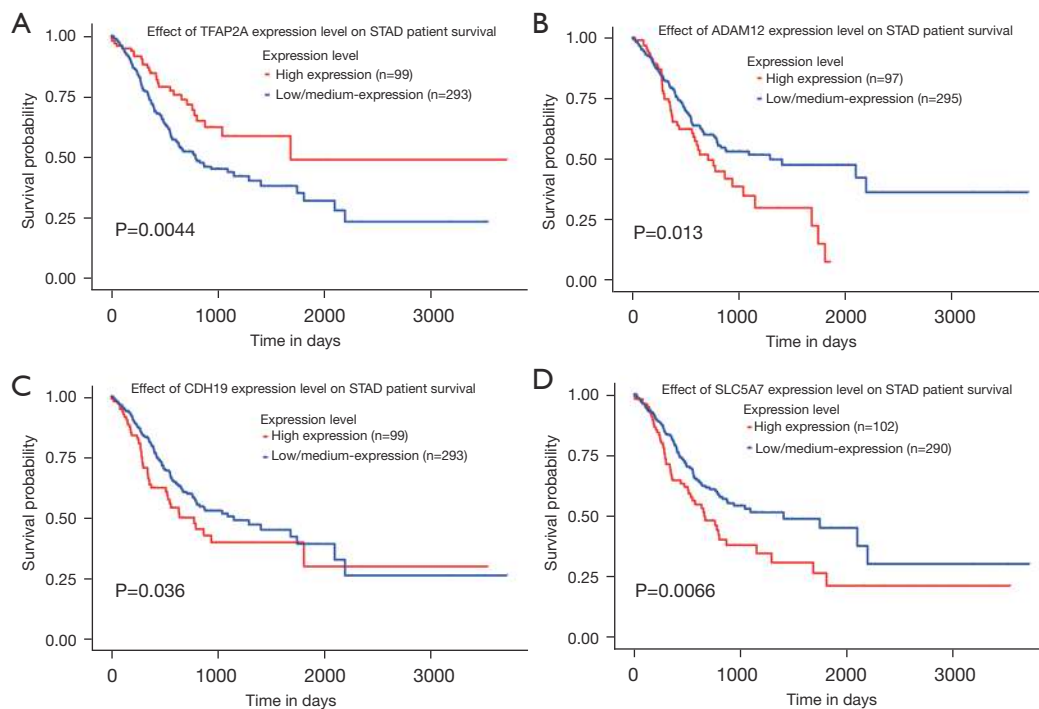 A
Effect of TFAP2A expression level on STAD patient survival
Expression level
High expression (n=99)
Low/medium-expression (n=293)
Survival probability
1.00
0.75
0.50
0.25
0.00
P=0.0044
0 1000 2000 3000
Time in days
B
Effect of ADAM12 expression level on STAD patient survival
Expression level
High expression (n=97)
Low/medium-expression (n=295)
Survival probability
1.00
0.75
0.50
0.25
0.00
P=0.013
0 1000 2000 3000
Time in days
C
Effect of CDH19 expression level on STAD patient survival
Expression level
High expression (n=99)
Low/medium-expression (n=293)
Survival probability
1.00
0.75
0.50
0.25
0.00
P=0.036
0 1000 2000 3000
Time in days
D
Effect of SLC5A7 expression level on STAD patient survival
Expression level
High expression (n=102)
Low/medium-expression (n=290)
Survival probability
1.00
0.75
0.50
0.25
0.00
P=0.0066
0 1000 2000 3000
Time in days